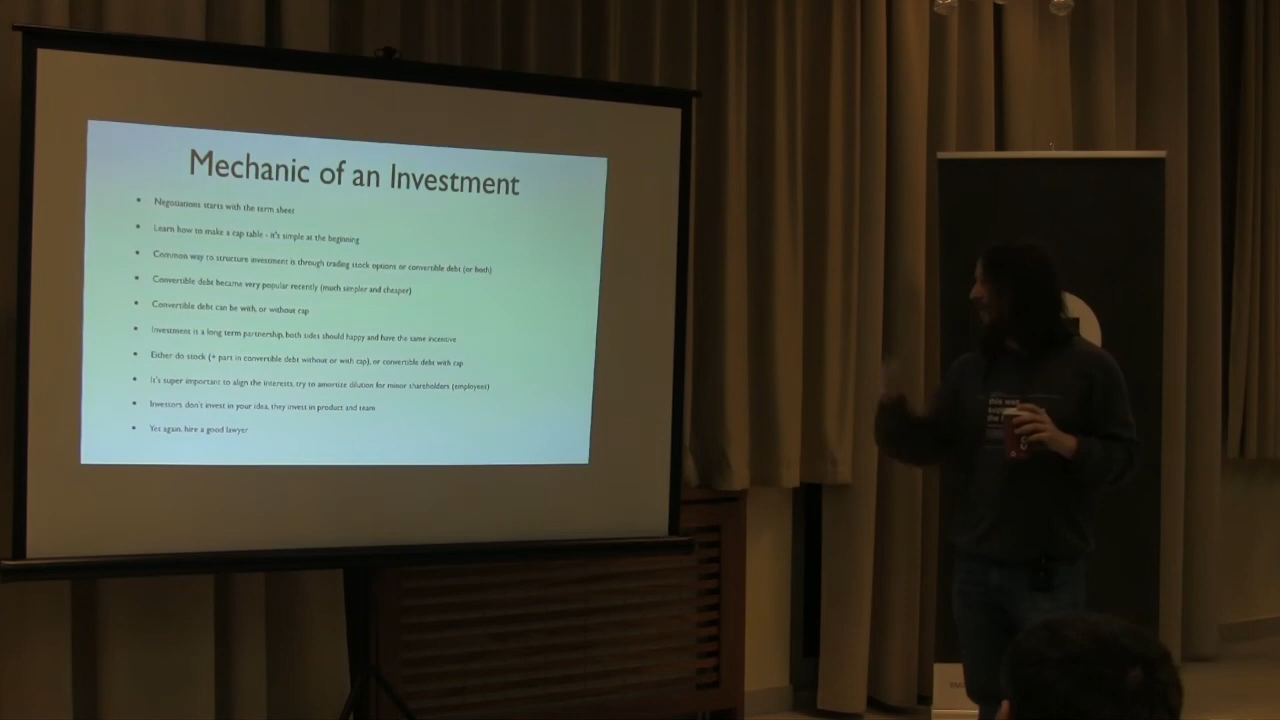 Mechanic of an Investment
Negotiations starts with the term sheet
Learn how to make a cap table - it's simple at the beginning
Common way to structure investment is through trading stock options or convertible debt (or both)
Convertible debt became very popular recently (much simpler and cheaper)
Convertible debt can be with, or without cap
Investment is a long term partnership, both sides should happy and have the same incentive
Either do stock (+ part in convertible debt without or with cap), or convertible debt with cap
It's super important to align the interests, try to amortize dilution for minor shareholders (employees)
Investors don't invest in your idea, they invest in product and team
Yet again, hire a good lawyer
this was